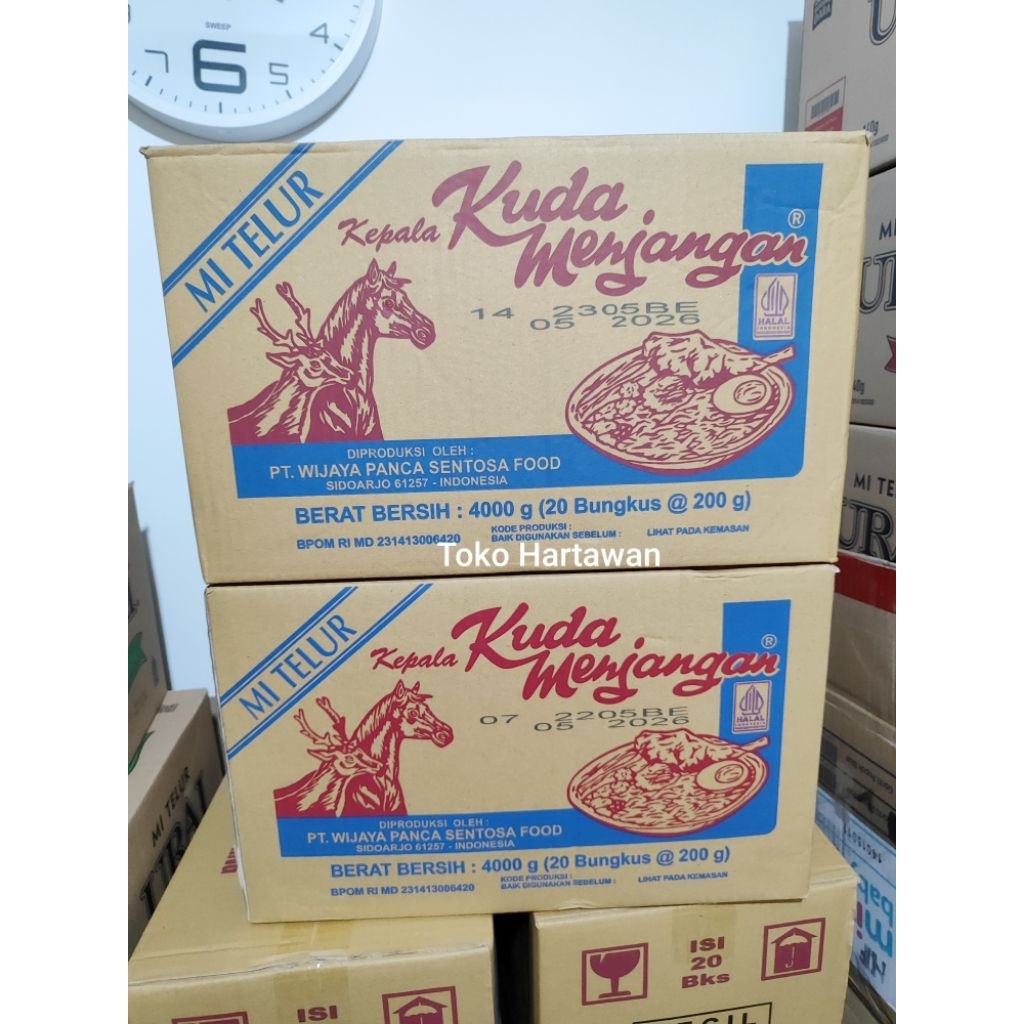 SWEEP
4
5
6
7
MI TELUR
Kepala Kuda
Menjangan ®
HALAL
INDONESIA
14 2305BE
05 2026
DIPRODUKSI OLEH :
PT. WIJAYA PANCA SENTOSA FOOD
SIDOARJO 61257 - INDONESIA
BERAT BERSIH : 4000 g (20 Bungkus @ 200 g)
BPOM RI MD 231413006420
KODE PRODUKSI :
BAIK DIGUNAKAN SEBELUM :
LIHAT PADA KEMASAN
Toko Hartawan
MI TELUR
Kepala Kuda
Menjangan ®
HALAL
INDONESIA
07 2205BE
05 2026
DIPRODUKSI OLEH :
PT. WIJAYA PANCA SENTOSA FOOD
SIDOARJO 61257 - INDONESIA
BERAT BERSIH : 4000 g (20 Bungkus @ 200 g)
BPOM RI MD 231413006420
KODE PRODUKSI :
BAIK DIGUNAKAN SEBELUM :
LIHAT PADA KEMASAN
MI TELUR
ISI
ISI
20
Bks